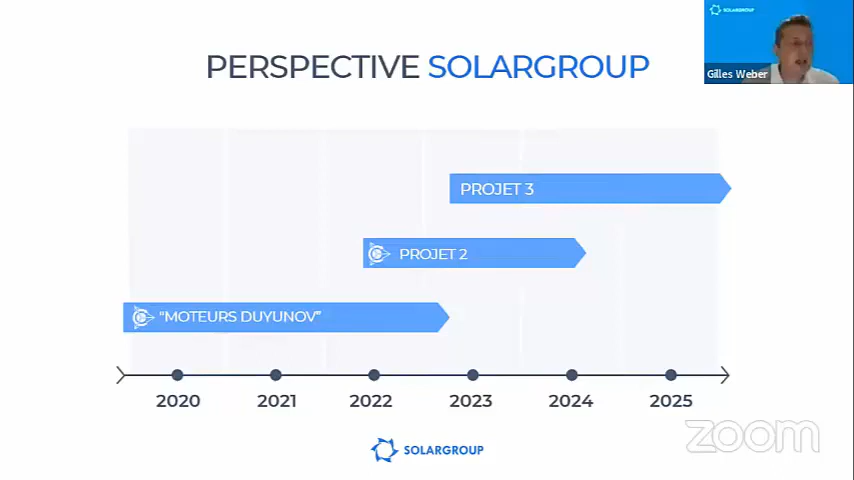 SOLARGROUP
Gilles Weber
PERSPECTIVE SOLARGROUP
PROJET 3
PROJET 2
“MOTEURS DUYUNOV”
2020 2021 2022 2023 2024 2025
SOLARGROUP
zoom